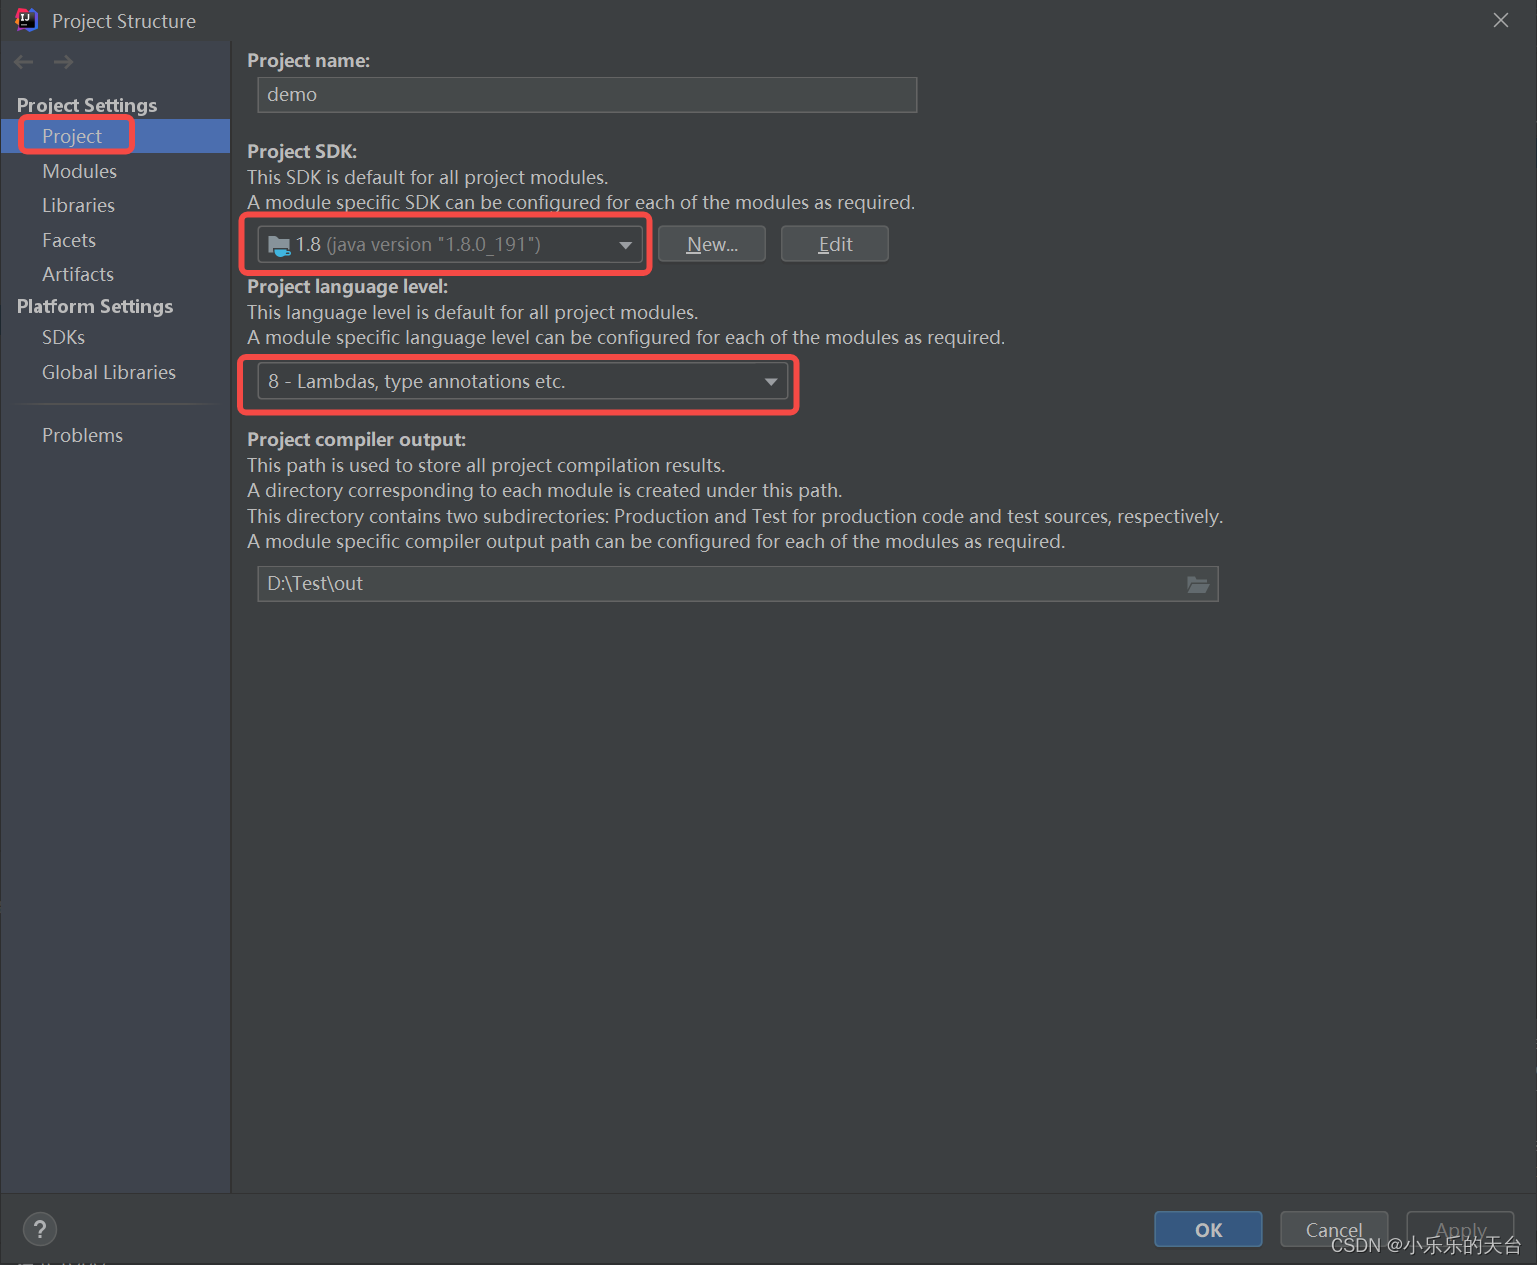 Project Structure
Project Settings
Project
Modules
Libraries
Facets
Artifacts
Platform Settings
SDKs
Global Libraries
Problems
Project name:
demo
Project SDK:
This SDK is default for all project modules.
A module specific SDK can be configured for each of the modules as required.
1.8 (java version "1.8.0_191")
New...
Edit
Project language level:
This language level is default for all project modules.
A module specific language level can be configured for each of the modules as required.
8 - Lambdas, type annotations etc.
Project compiler output:
This path is used to store all project compilation results.
A directory corresponding to each module is created under this path.
This directory contains two subdirectories: Production and Test for production code and test sources, respectively.
A module specific compiler output path can be configured for each of the modules as required.
D:\Test\out
?
OK
Cancel
Apply
CSDN @小乐乐的天台